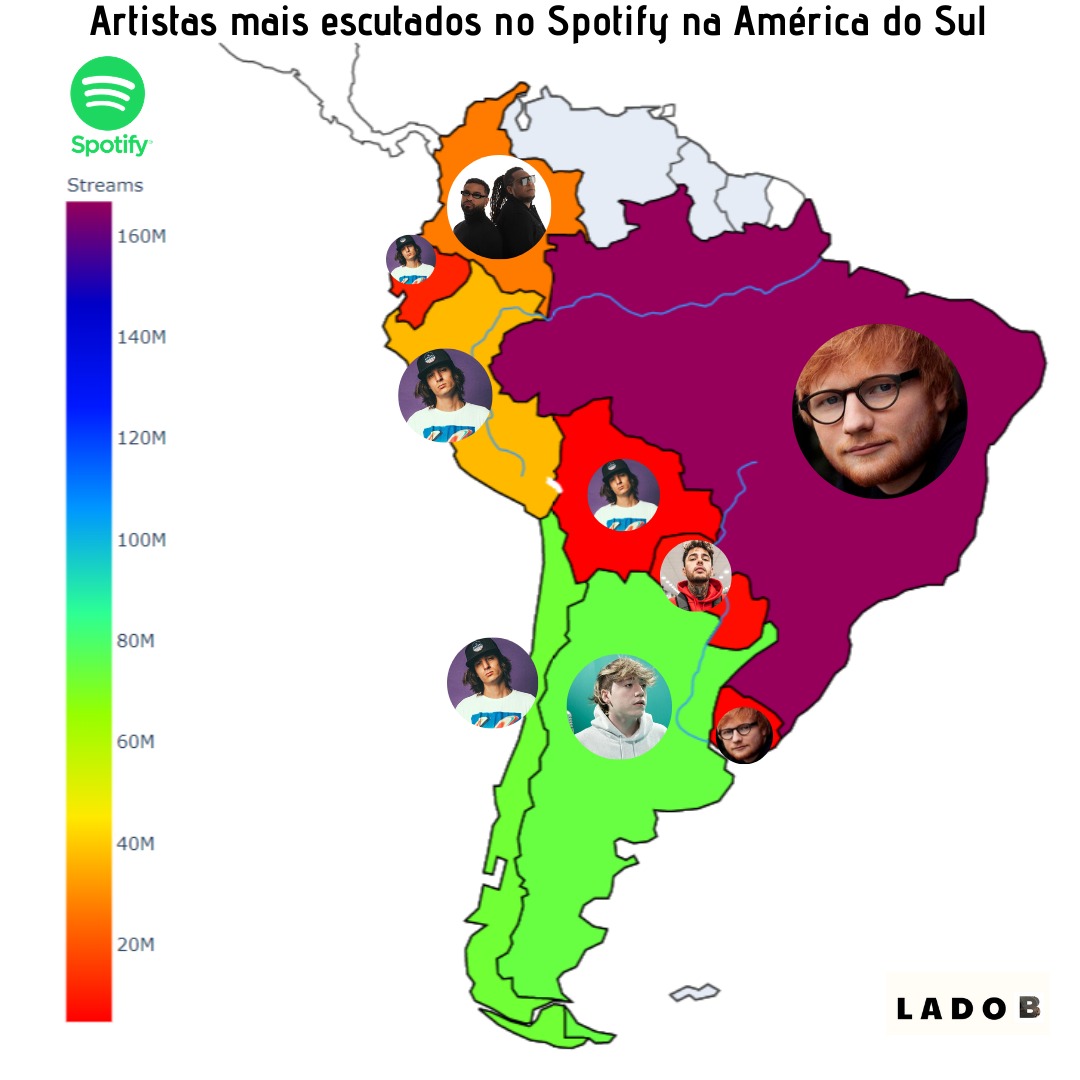 Artistas mais escutados no Spotify na América do Sul
Spotify
Streams
160M
140M
120M
100M
80M
60M
40M
20M
LADO B